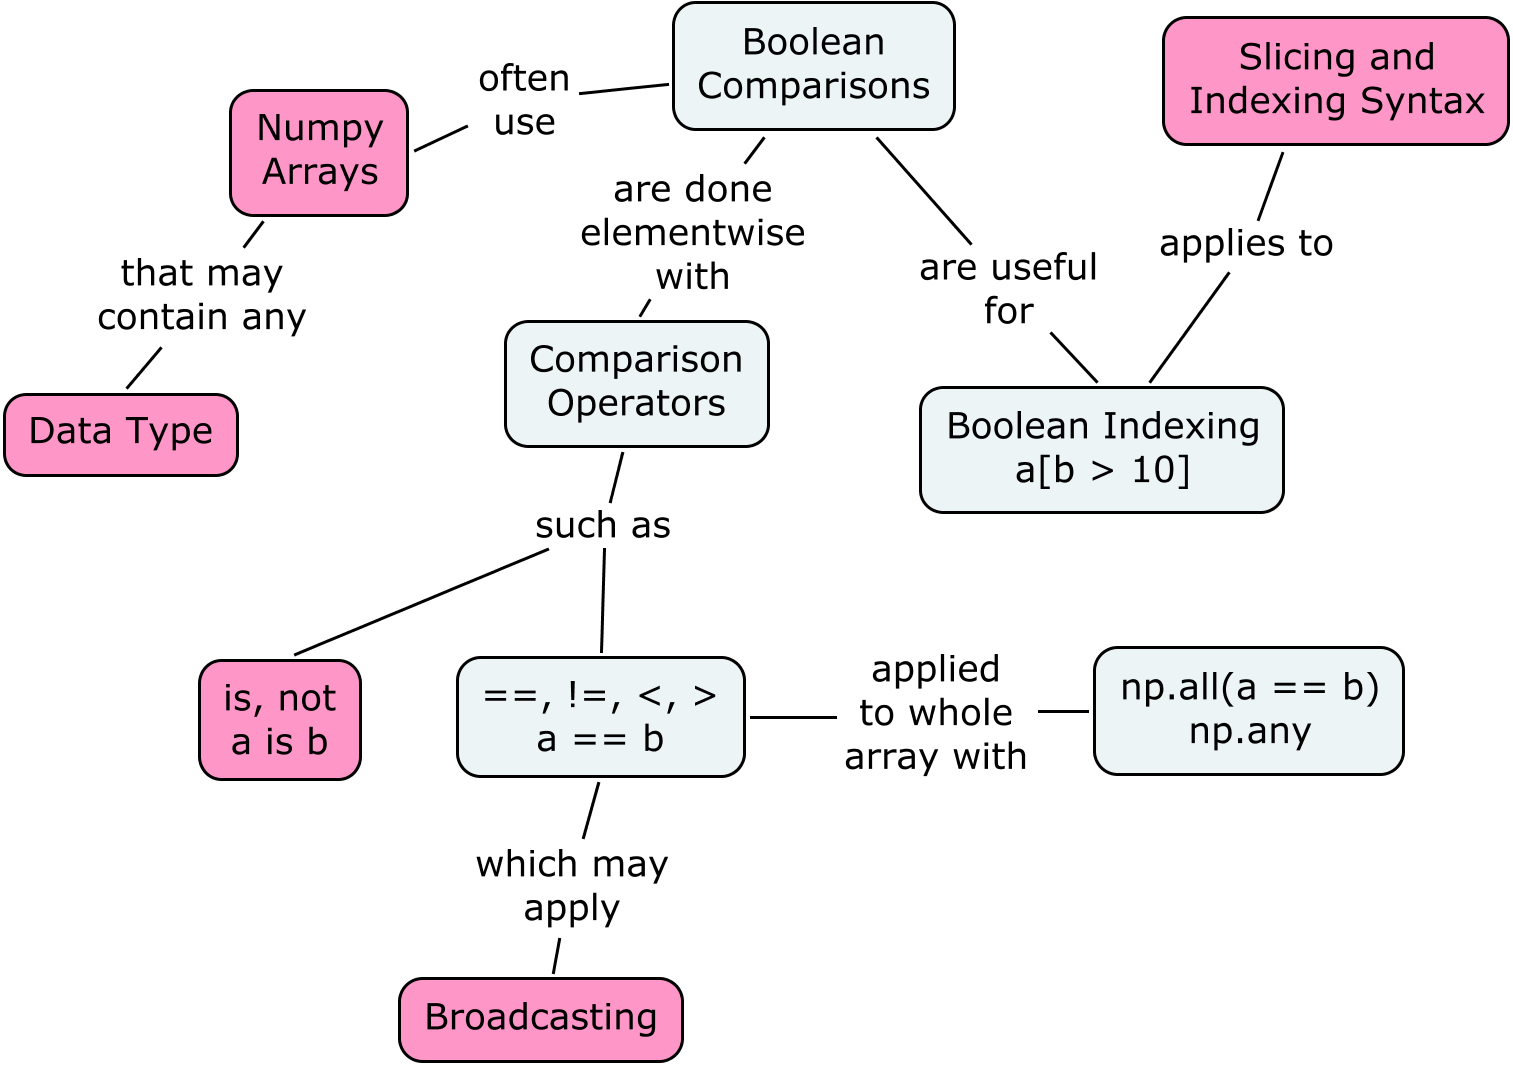 Boolean
Comparisons
Slicing and
Indexing Syntax
often
use
Numpy
Arrays
are done
elementwise
with
are useful
for
applies to
that may
contain any
Data Type
Comparison
Operators
Boolean Indexing
a[b > 10]
such as
is, not
a is b
==, !=, <, >
a == b
applied
to whole
array with
np.all(a == b)
np.any
which may
apply
Broadcasting